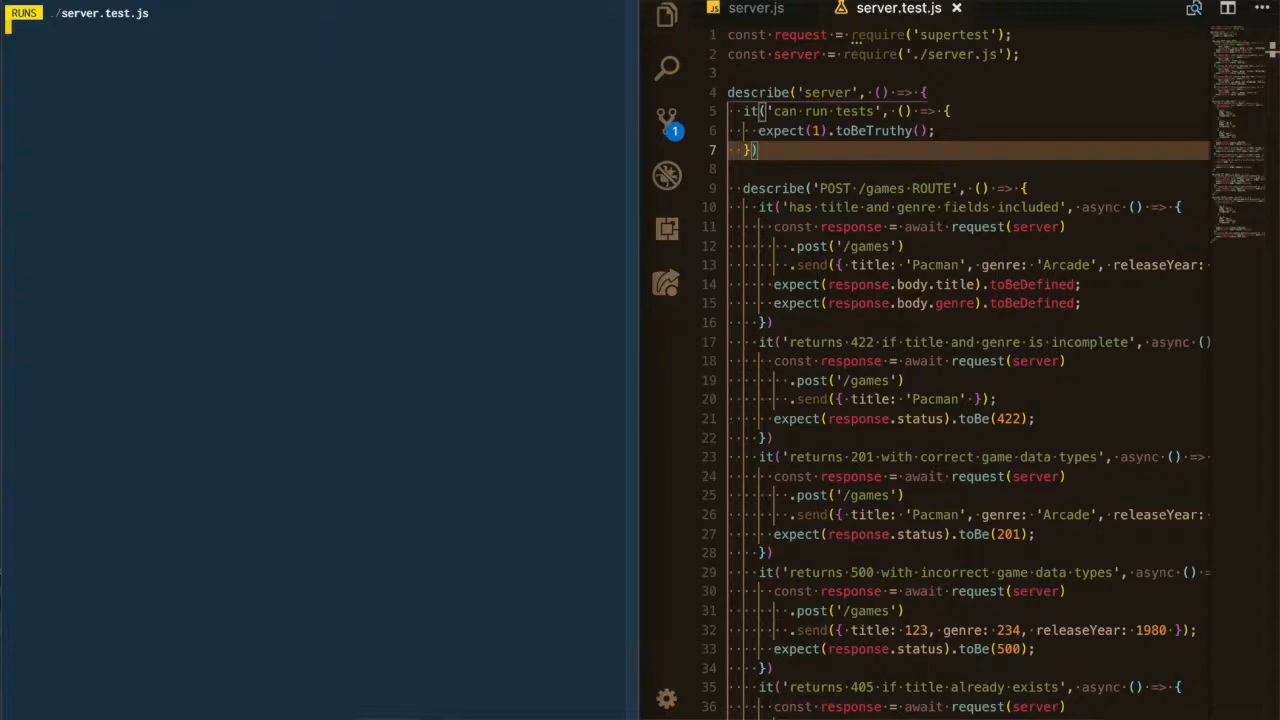 RUNS ./server.test.js
server.js
server.test.js
1 const request = require('supertest');
2 const server = require('./server.js');
3
4 describe('server', () => {
5 it('can run tests', () => {
6 expect(1).toBeTruthy();
7 })
8
9 describe('POST /games ROUTE', () => {
10 it('has title and genre fields included', async () => {
11 const response = await request(server)
12 .post('/games')
13 .send({ title: 'Pacman', genre: 'Arcade', releaseYear:
14 expect(response.body.title).toBeDefined;
15 expect(response.body.genre).toBeDefined;
16 })
17 it('returns 422 if title and genre is incomplete', async ()
18 const response = await request(server)
19 .post('/games')
20 .send({ title: 'Pacman' });
21 expect(response.status).toBe(422);
22 })
23 it('returns 201 with correct game data types', async () =>
24 const response = await request(server)
25 .post('/games')
26 .send({ title: 'Pacman', genre: 'Arcade', releaseYear:
27 expect(response.status).toBe(201);
28 })
29 it('returns 500 with incorrect game data types', async () =
30 const response = await request(server)
31 .post('/games')
32 .send({ title: 123, genre: 234, releaseYear: 1980 });
33 expect(response.status).toBe(500);
34 })
35 it('returns 405 if title already exists', async () => {
36 const response = await request(server)
1